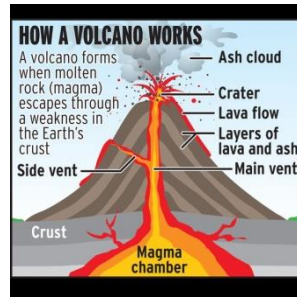 HOW A VOLCANO WORKS
A volcano forms
when molten
rock (magma)
escapes through
a weakness in
the Earth's
crust
Ash cloud
Crater
Lava flow
Layers of
lava and ash
Side vent
Main vent
Crust
Magma
chamber